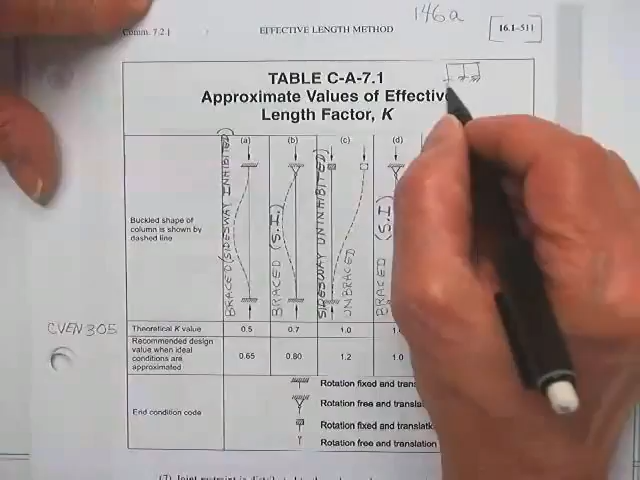 146a
Comm. 7.2.]
EFFECTIVE LENGTH METHOD
[16.1–511]
TABLE C-A-7.1
Approximate Values of Effective
Length Factor, K
(a) (b) (c) (d)
Buckled shape of
column is shown by
dashed line
BRACED (SIDESWAY INHIBITED)
BRACED (S.I.)
SIDESWAY UNINHIBITED)
UNBRACED
BRACED (S.I)
CVEN 305
Theoretical K value 0.5 0.7 1.0
Recommended design
value when ideal
conditions are
approximated
0.65 0.80 1.2 1.0
End condition code
Rotation fixed and
Rotation free and
Rotation fixed and
Rotation free and translation